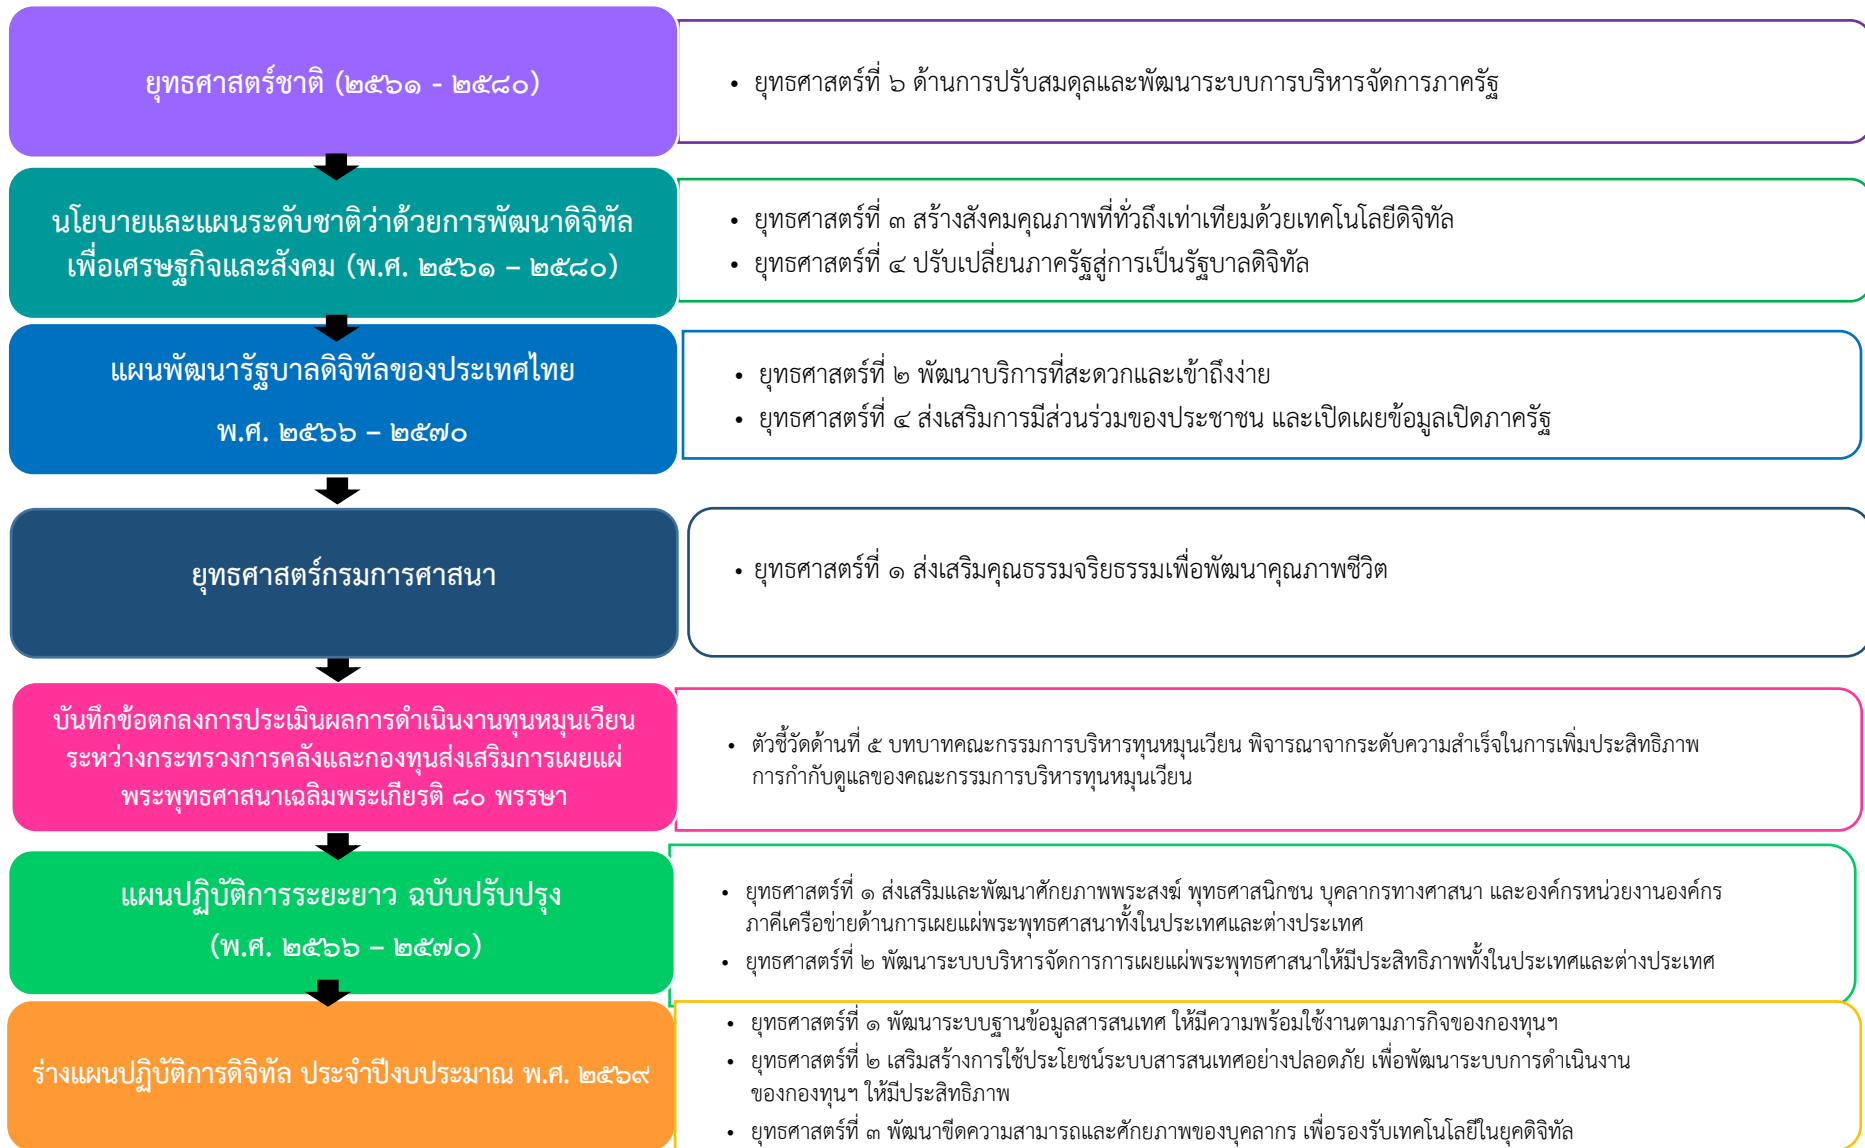 ยุทธศาสตร์ชาติ (๒๕๖๑ - ๒๕๘๐)
• ยุทธศาสตร์ที่ ๖ ด้านการปรับสมดุลและพัฒนาระบบการบริหารจัดการภาครัฐ
นโยบายและแผนระดับชาติว่าด้วยการพัฒนาดิจิทัล
เพื่อเศรษฐกิจและสังคม (พ.ศ. ๒๕๖๑ – ๒๕๘๐)
• ยุทธศาสตร์ที่ ๓ สร้างสังคมคุณภาพที่ทั่วถึงเท่าเทียมด้วยเทคโนโลยีดิจิทัล
• ยุทธศาสตร์ที่ ๔ ปรับเปลี่ยนภาครัฐสู่การเป็นรัฐบาลดิจิทัล
แผนพัฒนารัฐบาลดิจิทัลของประเทศไทย
พ.ศ. ๒๕๖๖ – ๒๕๗๐
• ยุทธศาสตร์ที่ ๒ พัฒนาบริการที่สะดวกและเข้าถึงง่าย
• ยุทธศาสตร์ที่ ๔ ส่งเสริมการมีส่วนร่วมของประชาชน และเปิดเผยข้อมูลเปิดภาครัฐ
ยุทธศาสตร์กรมการศาสนา
• ยุทธศาสตร์ที่ ๑ ส่งเสริมคุณธรรมจริยธรรมเพื่อพัฒนาคุณภาพชีวิต
บันทึกข้อตกลงการประเมินผลการดำเนินงานทุนหมุนเวียน
ระหว่างกระทรวงการคลังและกองทุนส่งเสริมการเผยแผ่
พระพุทธศาสนาเฉลิมพระเกียรติ ๘๐ พรรษา
• ตัวชี้วัดด้านที่ ๕ บทบาทคณะกรรมการบริหารทุนหมุนเวียน พิจารณาจากระดับความสำเร็จในการเพิ่มประสิทธิภาพ
การกำกับดูแลของคณะกรรมการบริหารทุนหมุนเวียน
แผนปฏิบัติการระยะยาว ฉบับปรับปรุง
(พ.ศ. ๒๕๖๖ – ๒๕๗๐)
• ยุทธศาสตร์ที่ ๑ ส่งเสริมและพัฒนาศักยภาพพระสงฆ์ พุทธศาสนิกชน บุคลากรทางศาสนา และองค์กรหน่วยงานองค์กร
ภาคีเครือข่ายด้านการเผยแผ่พระพุทธศาสนาทั้งในประเทศและต่างประเทศ
• ยุทธศาสตร์ที่ ๒ พัฒนาระบบบริหารจัดการการเผยแผ่พระพุทธศาสนาให้มีประสิทธิภาพทั้งในประเทศและต่างประเทศ
ร่างแผนปฏิบัติการดิจิทัล ประจำปีงบประมาณ พ.ศ. ๒๕๖๙
• ยุทธศาสตร์ที่ ๑ พัฒนาระบบฐานข้อมูลสารสนเทศ ให้มีความพร้อมใช้งานตามภารกิจของกองทุนฯ
• ยุทธศาสตร์ที่ ๒ เสริมสร้างการใช้ประโยชน์ระบบสารสนเทศอย่างปลอดภัย เพื่อพัฒนาระบบการดำเนินงาน
ของกองทุนฯ ให้มีประสิทธิภาพ
• ยุทธศาสตร์ที่ ๓ พัฒนาขีดความสามารถและศักยภาพของบุคลากร เพื่อรองรับเทคโนโลยีในยุคดิจิทัล